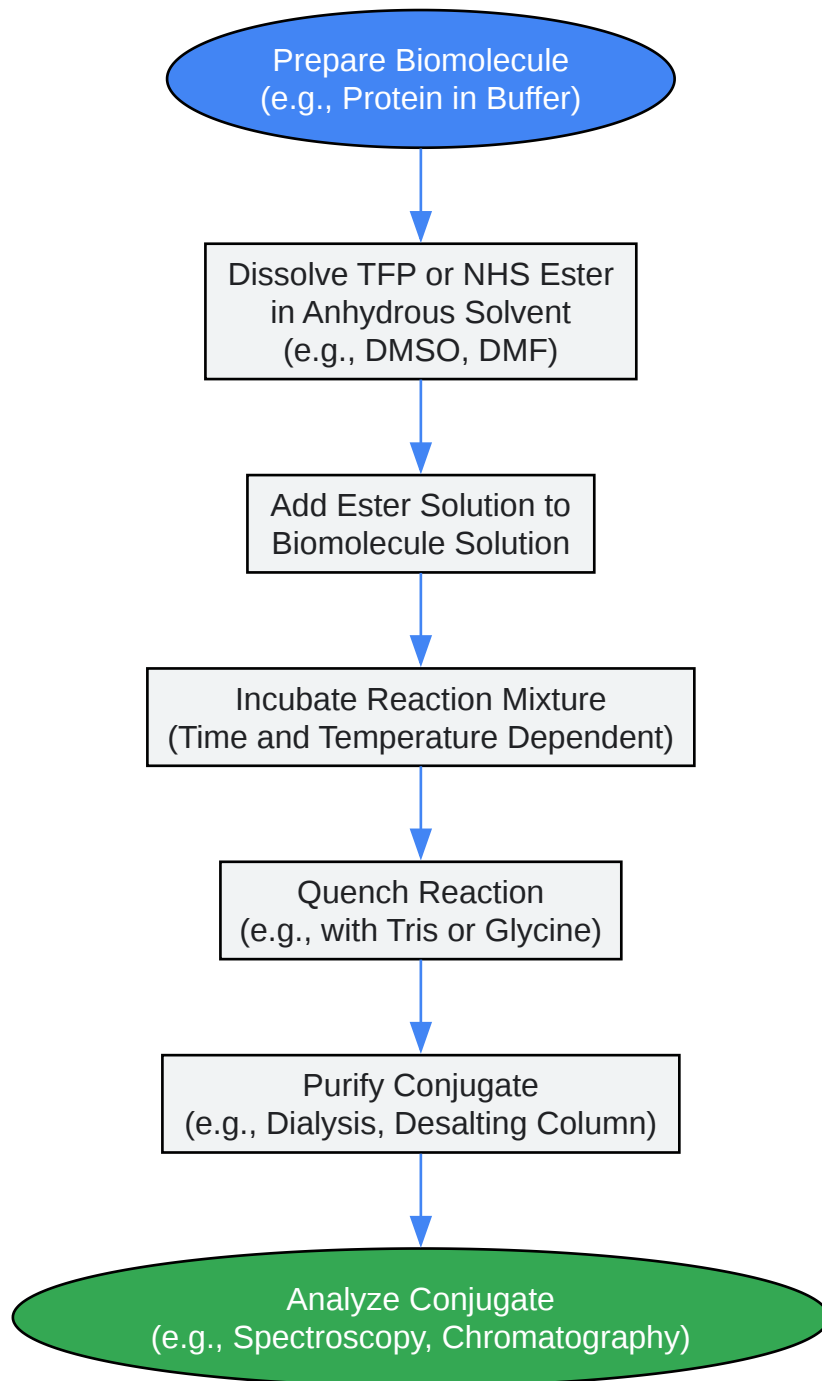 Prepare Biomolecule
(e.g., Protein in Buffer)
Dissolve TFP or NHS Ester
in Anhydrous Solvent
(e.g., DMSO, DMF)
Add Ester Solution to
Biomolecule Solution
Incubate Reaction Mixture
(Time and Temperature Dependent)
Quench Reaction
(e.g., with Tris or Glycine)
Purify Conjugate
(e.g., Dialysis, Desalting Column)
Analyze Conjugate
(e.g., Spectroscopy, Chromatography)